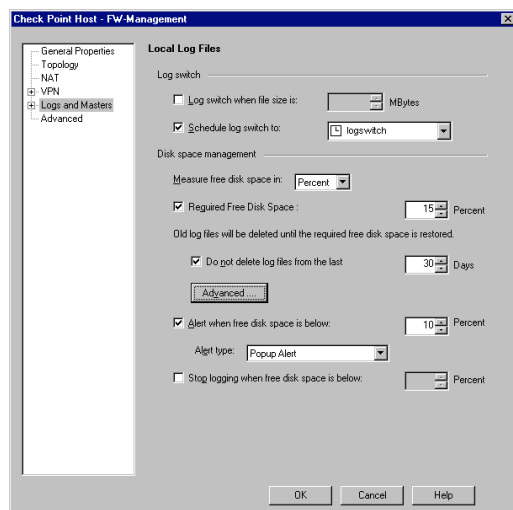 Check Point Host - FW-Management
General Properties
Topology
NAT
VPN
Logs and Masters
Advanced
Local Log Files
Log switch
Log switch when file size is: MBytes
Schedule log switch to: logswitch
Disk space management
Measure free disk space in: Percent
Required Free Disk Space : 15 Percent
Old log files will be deleted until the required free disk space is restored.
Do not delete log files from the last 30 Days
Advanced ....
Alert when free disk space is below: 10 Percent
Alert type: Popup Alert
Stop logging when free disk space is below: Percent
OK Cancel Help